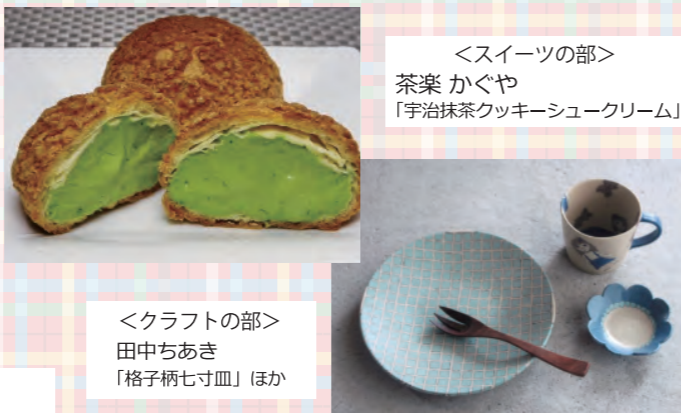 ＜スイーツの部＞
茶楽 かぐや
「宇治抹茶クッキーシュークリーム」
＜クラフトの部＞
田中ちあき
「格子柄七寸皿」ほか